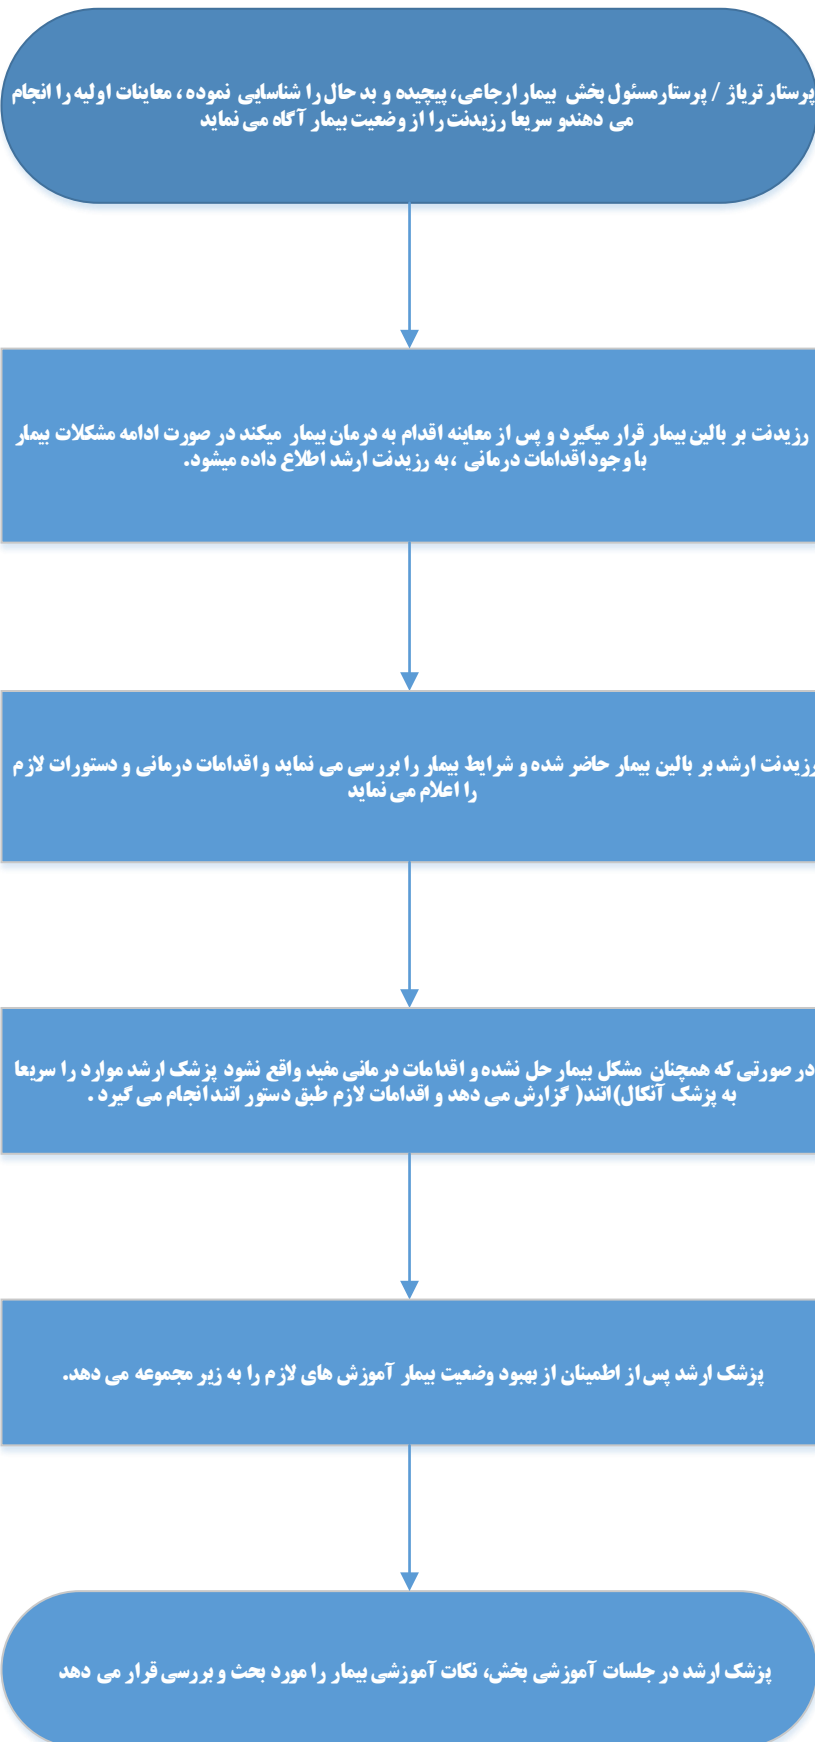 پرستار تریاژ / پرستارمسئول بخش بیمار ارجاعی، پیچیده و بد حال را شناسایی نموده ، معاینات اولیه را انجام
می دهندو سریعا رزیدنت را از وضعیت بیمار آگاه می نماید
رزیدنت بر بالین بیمار قرار میگیرد و پس از معاینه اقدام به درمان بیمار میکند در صورت ادامه مشکلات بیمار
با وجود اقدامات درمانی ،به رزیدنت ارشد اطلاع داده میشود.
رزیدنت ارشد بر بالین بیمار حاضر شده و شرایط بیمار را بررسی می نماید و اقدامات درمانی و دستورات لازم
را اعلام می نماید
در صورتی که همچنان مشکل بیمار حل نشده و اقدامات درمانی مفید واقع نشود پزشک ارشد موارد را سریعا
به پزشک آنکال)اتند( گزارش می دهد و اقدامات لازم طبق دستور اتند انجام می گیرد .
پزشک ارشد پس از اطمینان از بهبود وضعیت بیمار آموزش های لازم را به زیر مجموعه می دهد.
پزشک ارشد در جلسات آموزشی بخش، نکات آموزشی بیمار را مورد بحث و بررسی قرار می دهد